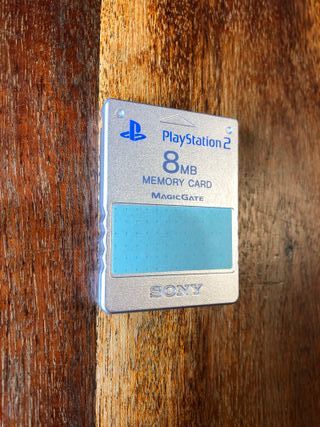 PlayStation 2
8MB
MEMORY CARD
MAGICGATE
SONY